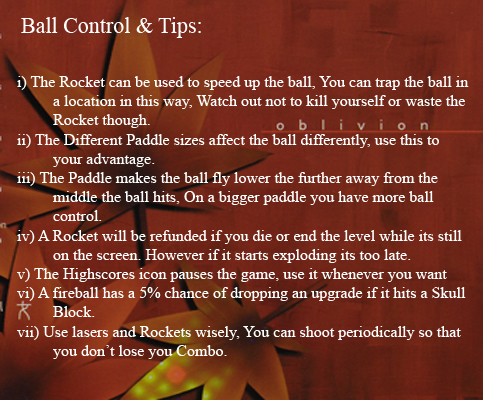 Ball Control & Tips:
i) The Rocket can be used to speed up the ball, You can trap the ball in
a location in this way, Watch out not to kill yourself or waste the
Rocket though.
oblivion
ii) The Different Paddle sizes affect the ball differently, use this to
your advantage.
iii) The Paddle makes the ball fly lower the further away from the
middle the ball hits, On a bigger paddle you have more ball
control.
iv) A Rocket will be refunded if you die or end the level while its still
on the screen. However if it starts exploding its too late.
v) The Highscores icon pauses the game, use it whenever you want
vi) A fireball has a 5% chance of dropping an upgrade if it hits a Skull
Block.
vii) Use lasers and Rockets wisely, You can shoot periodically so that
you don’t lose you Combo.